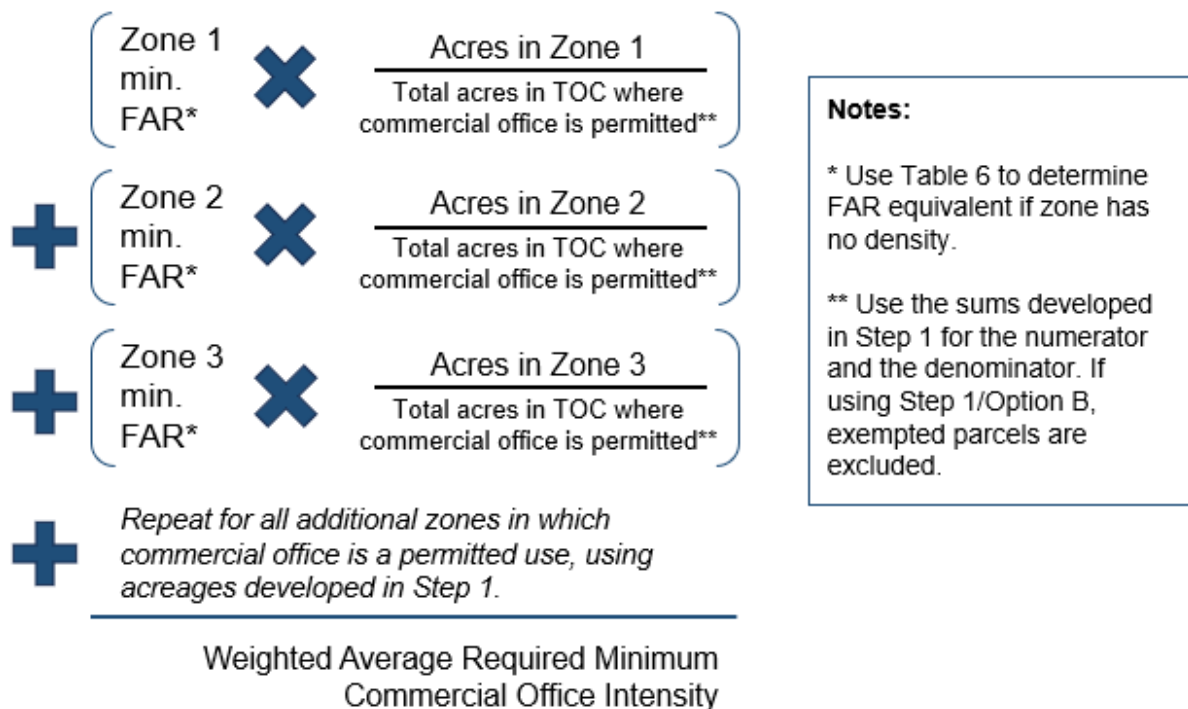 Zone 1
min.
FAR*
Acres in Zone 1
Total acres in TOC where
commercial office is permitted**
Zone 2
min.
FAR*
Acres in Zone 2
Total acres in TOC where
commercial office is permitted**
Zone 3
min.
FAR*
Acres in Zone 3
Total acres in TOC where
commercial office is permitted**
Repeat for all additional zones in which
commercial office is a permitted use, using
acreages developed in Step 1.
Weighted Average Required Minimum
Commercial Office Intensity
Notes:
* Use Table 6 to determine
FAR equivalent if zone has
no density.
** Use the sums developed
in Step 1 for the numerator
and the denominator. If
using Step 1/Option B,
exempted parcels are
excluded.